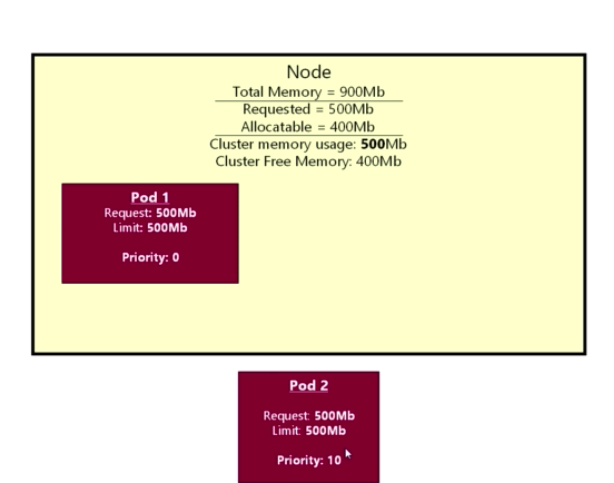 Node
Total Memory = 900Mb
Requested = 500Mb
Allocatable = 400Mb
Cluster memory usage: 500Mb
Cluster Free Memory: 400Mb
Pod 1
Request: 500Mb
Limit: 500Mb
Priority: 0
Pod 2
Request: 500Mb
Limit: 500Mb
Priority: 10